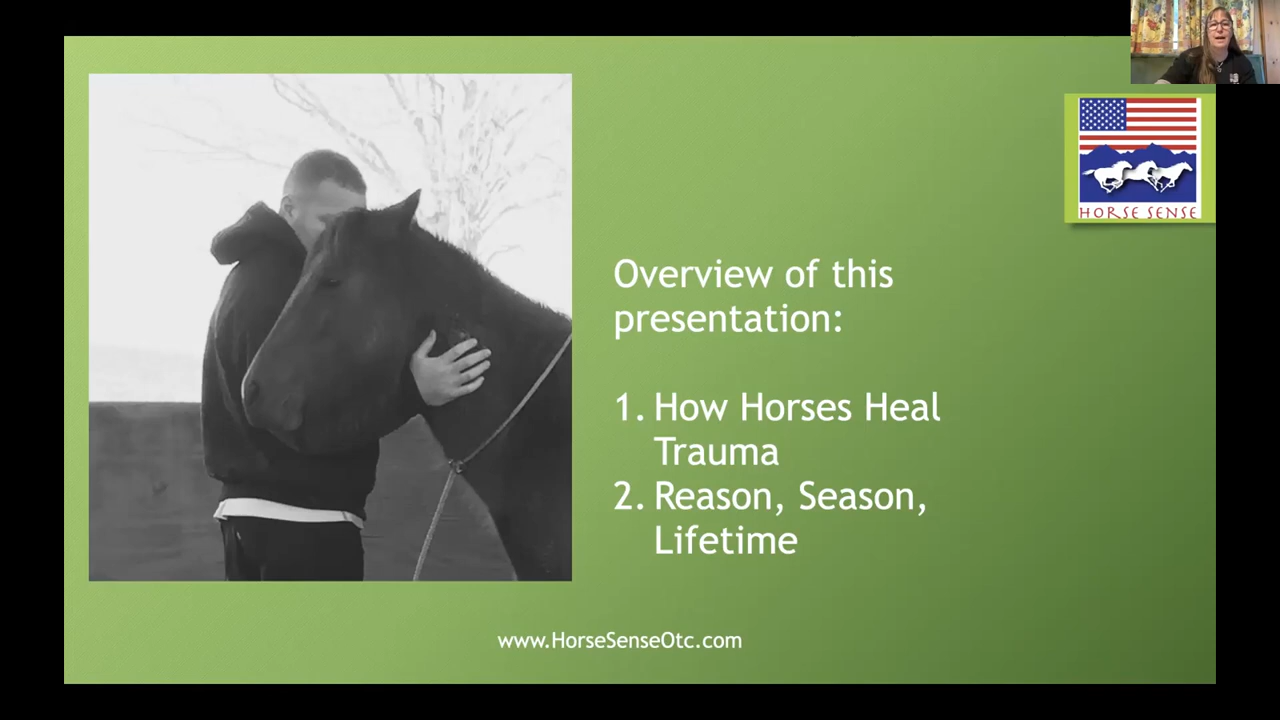 HORSE SENSE
Overview of this
presentation:
1. How Horses Heal
Trauma
2. Reason, Season,
Lifetime
www.HorseSenseOtc.com